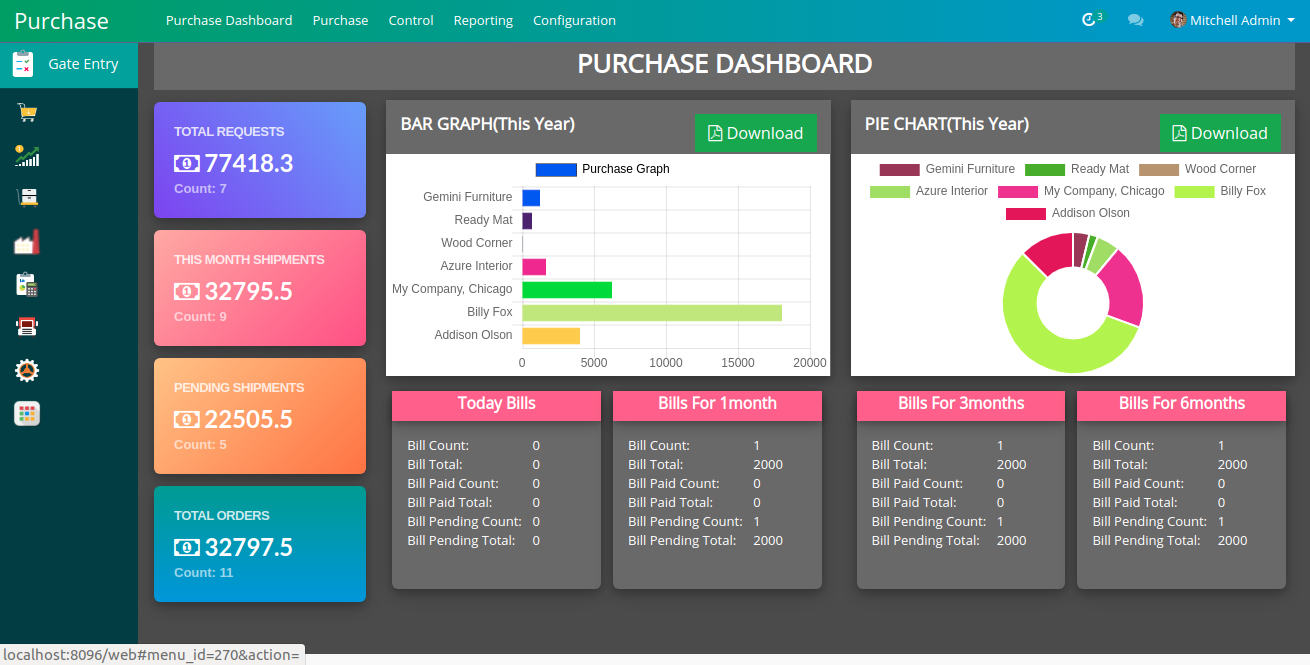 Purchase
Purchase Dashboard Purchase Control Reporting Configuration
3
Mitchell Admin
Gate Entry
PURCHASE DASHBOARD
TOTAL REQUESTS
77418.3
Count: 7
THIS MONTH SHIPMENTS
32795.5
Count: 9
PENDING SHIPMENTS
22505.5
Count: 5
TOTAL ORDERS
32797.5
Count: 11
BAR GRAPH(This Year)
Download
Purchase Graph
Gemini Furniture
Ready Mat
Wood Corner
Azure Interior
My Company, Chicago
Billy Fox
Addison Olson
0 5000 10000 15000 20000
PIE CHART(This Year)
Download
Gemini Furniture Ready Mat Wood Corner
Azure Interior My Company, Chicago Billy Fox
Addison Olson
Today Bills
Bill Count: 0
Bill Total: 0
Bill Paid Count: 0
Bill Paid Total: 0
Bill Pending Count: 0
Bill Pending Total: 0
Bills For 1month
Bill Count: 1
Bill Total: 2000
Bill Paid Count: 0
Bill Paid Total: 0
Bill Pending Count: 1
Bill Pending Total: 2000
Bills For 3months
Bill Count: 1
Bill Total: 2000
Bill Paid Count: 0
Bill Paid Total: 0
Bill Pending Count: 1
Bill Pending Total: 2000
Bills For 6months
Bill Count: 1
Bill Total: 2000
Bill Paid Count: 0
Bill Paid Total: 0
Bill Pending Count: 1
Bill Pending Total: 2000
localhost:8096/web#menu_id=270&action=